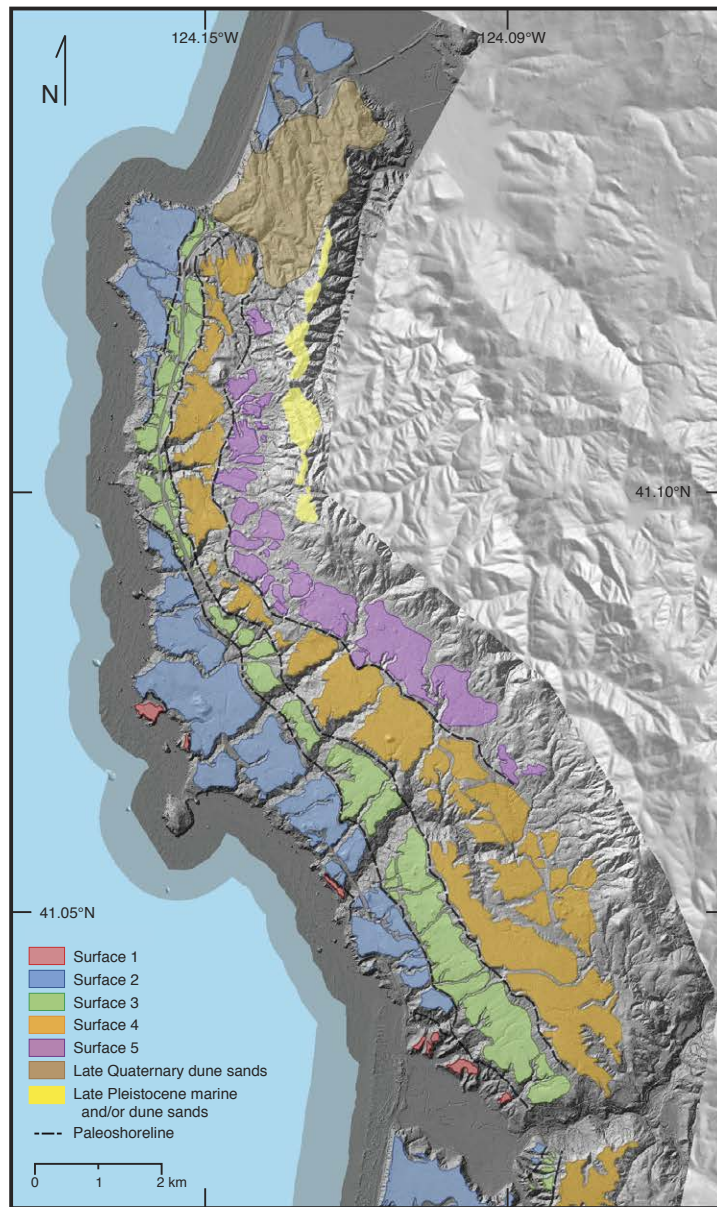 124.15°W
124.09°W
N
41.10°N
41.05°N
Surface 1
Surface 2
Surface 3
Surface 4
Surface 5
Late Quaternary dune sands
Late Pleistocene marine
and/or dune sands
Paleoshoreline
0 1 2 km